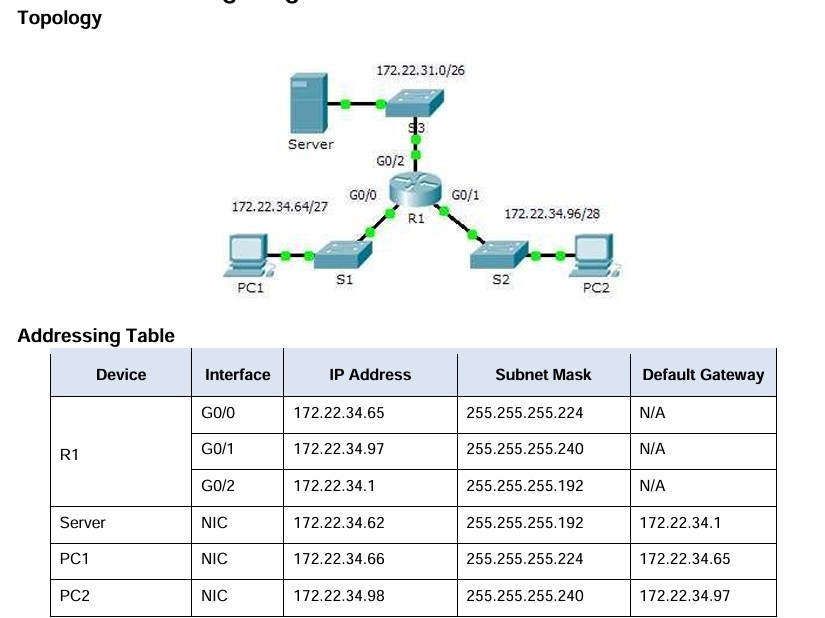 Topology
172.22.31.0/26
Server
S3
G0/2
G0/0
G0/1
172.22.34.64/27
R1
172.22.34.96/28
PC1
S1
S2
PC2
Addressing Table
Device Interface IP Address Subnet Mask Default Gateway
R1
G0/0 172.22.34.65 255.255.255.224 N/A
G0/1 172.22.34.97 255.255.255.240 N/A
G0/2 172.22.34.1 255.255.255.192 N/A
Server NIC 172.22.34.62 255.255.255.192 172.22.34.1
PC1 NIC 172.22.34.66 255.255.255.224 172.22.34.65
PC2 NIC 172.22.34.98 255.255.255.240 172.22.34.97